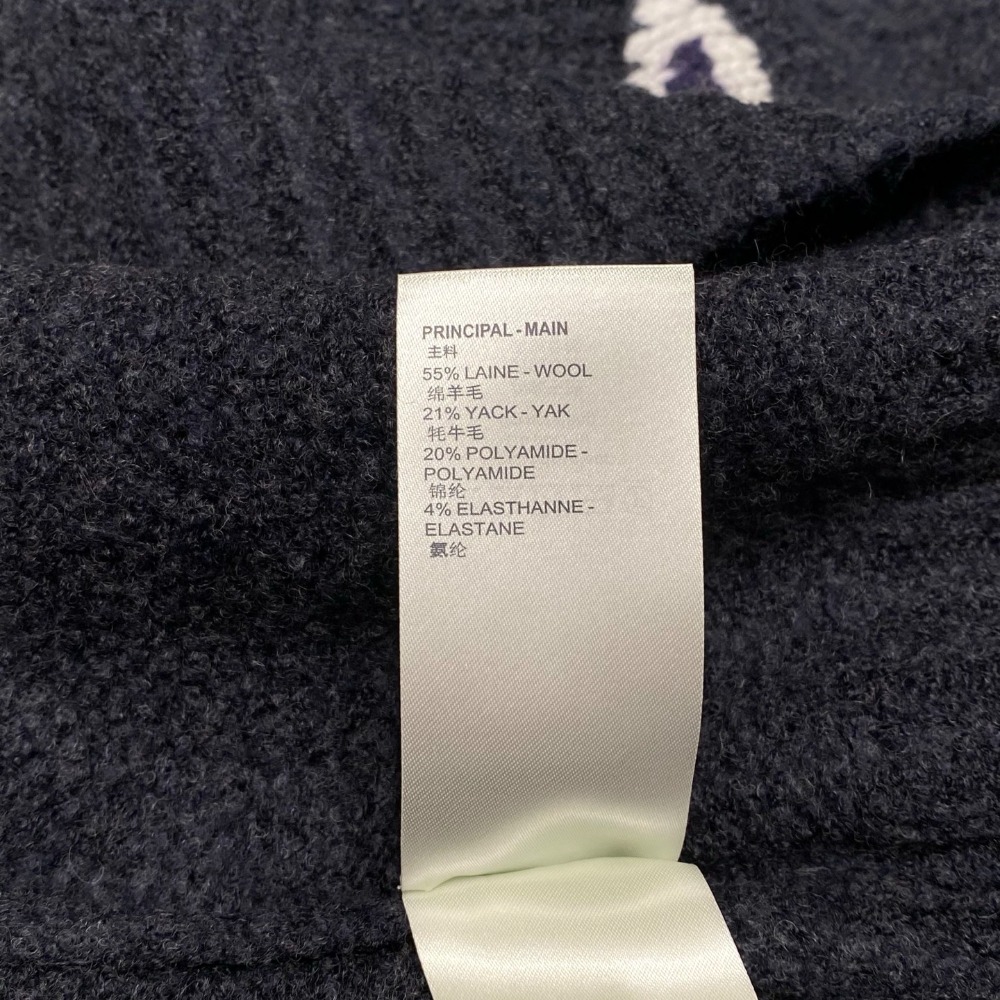 PRINCIPAL - MAIN
主料
55% LAINE - WOOL
绵羊毛
21% YACK - YAK
牦牛毛
20% POLYAMIDE -
POLYAMIDE
锦纶
4% ELASTHANNE -
ELASTANE
氨纶